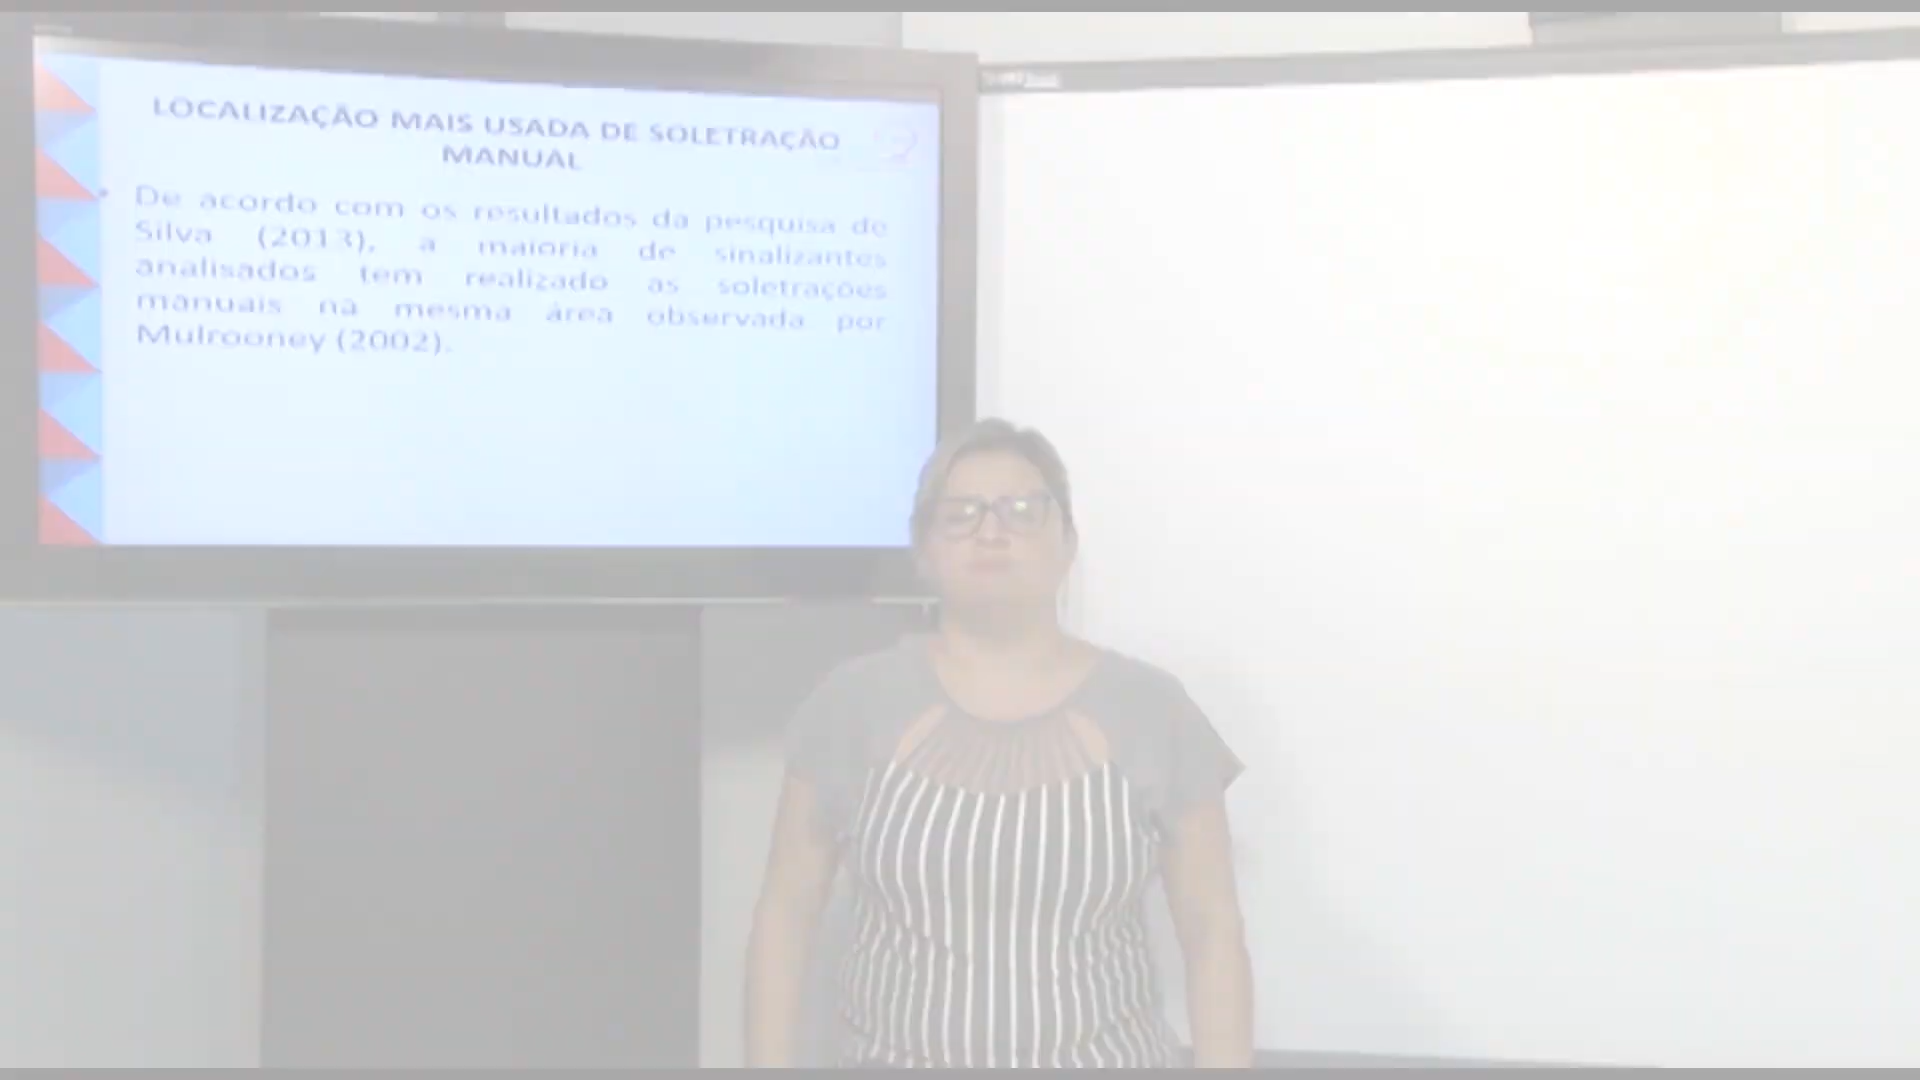 LOCALIZAÇÃO MAIS USADA DE SOLETRAÇÃO
MANUAL
• De acordo com os resultados da pesquisa de
Silva (2013), a maioria de sinalizantes
analisados tem realizado as soletrações
manuais na mesma área observada por
Mulrooney (2002).